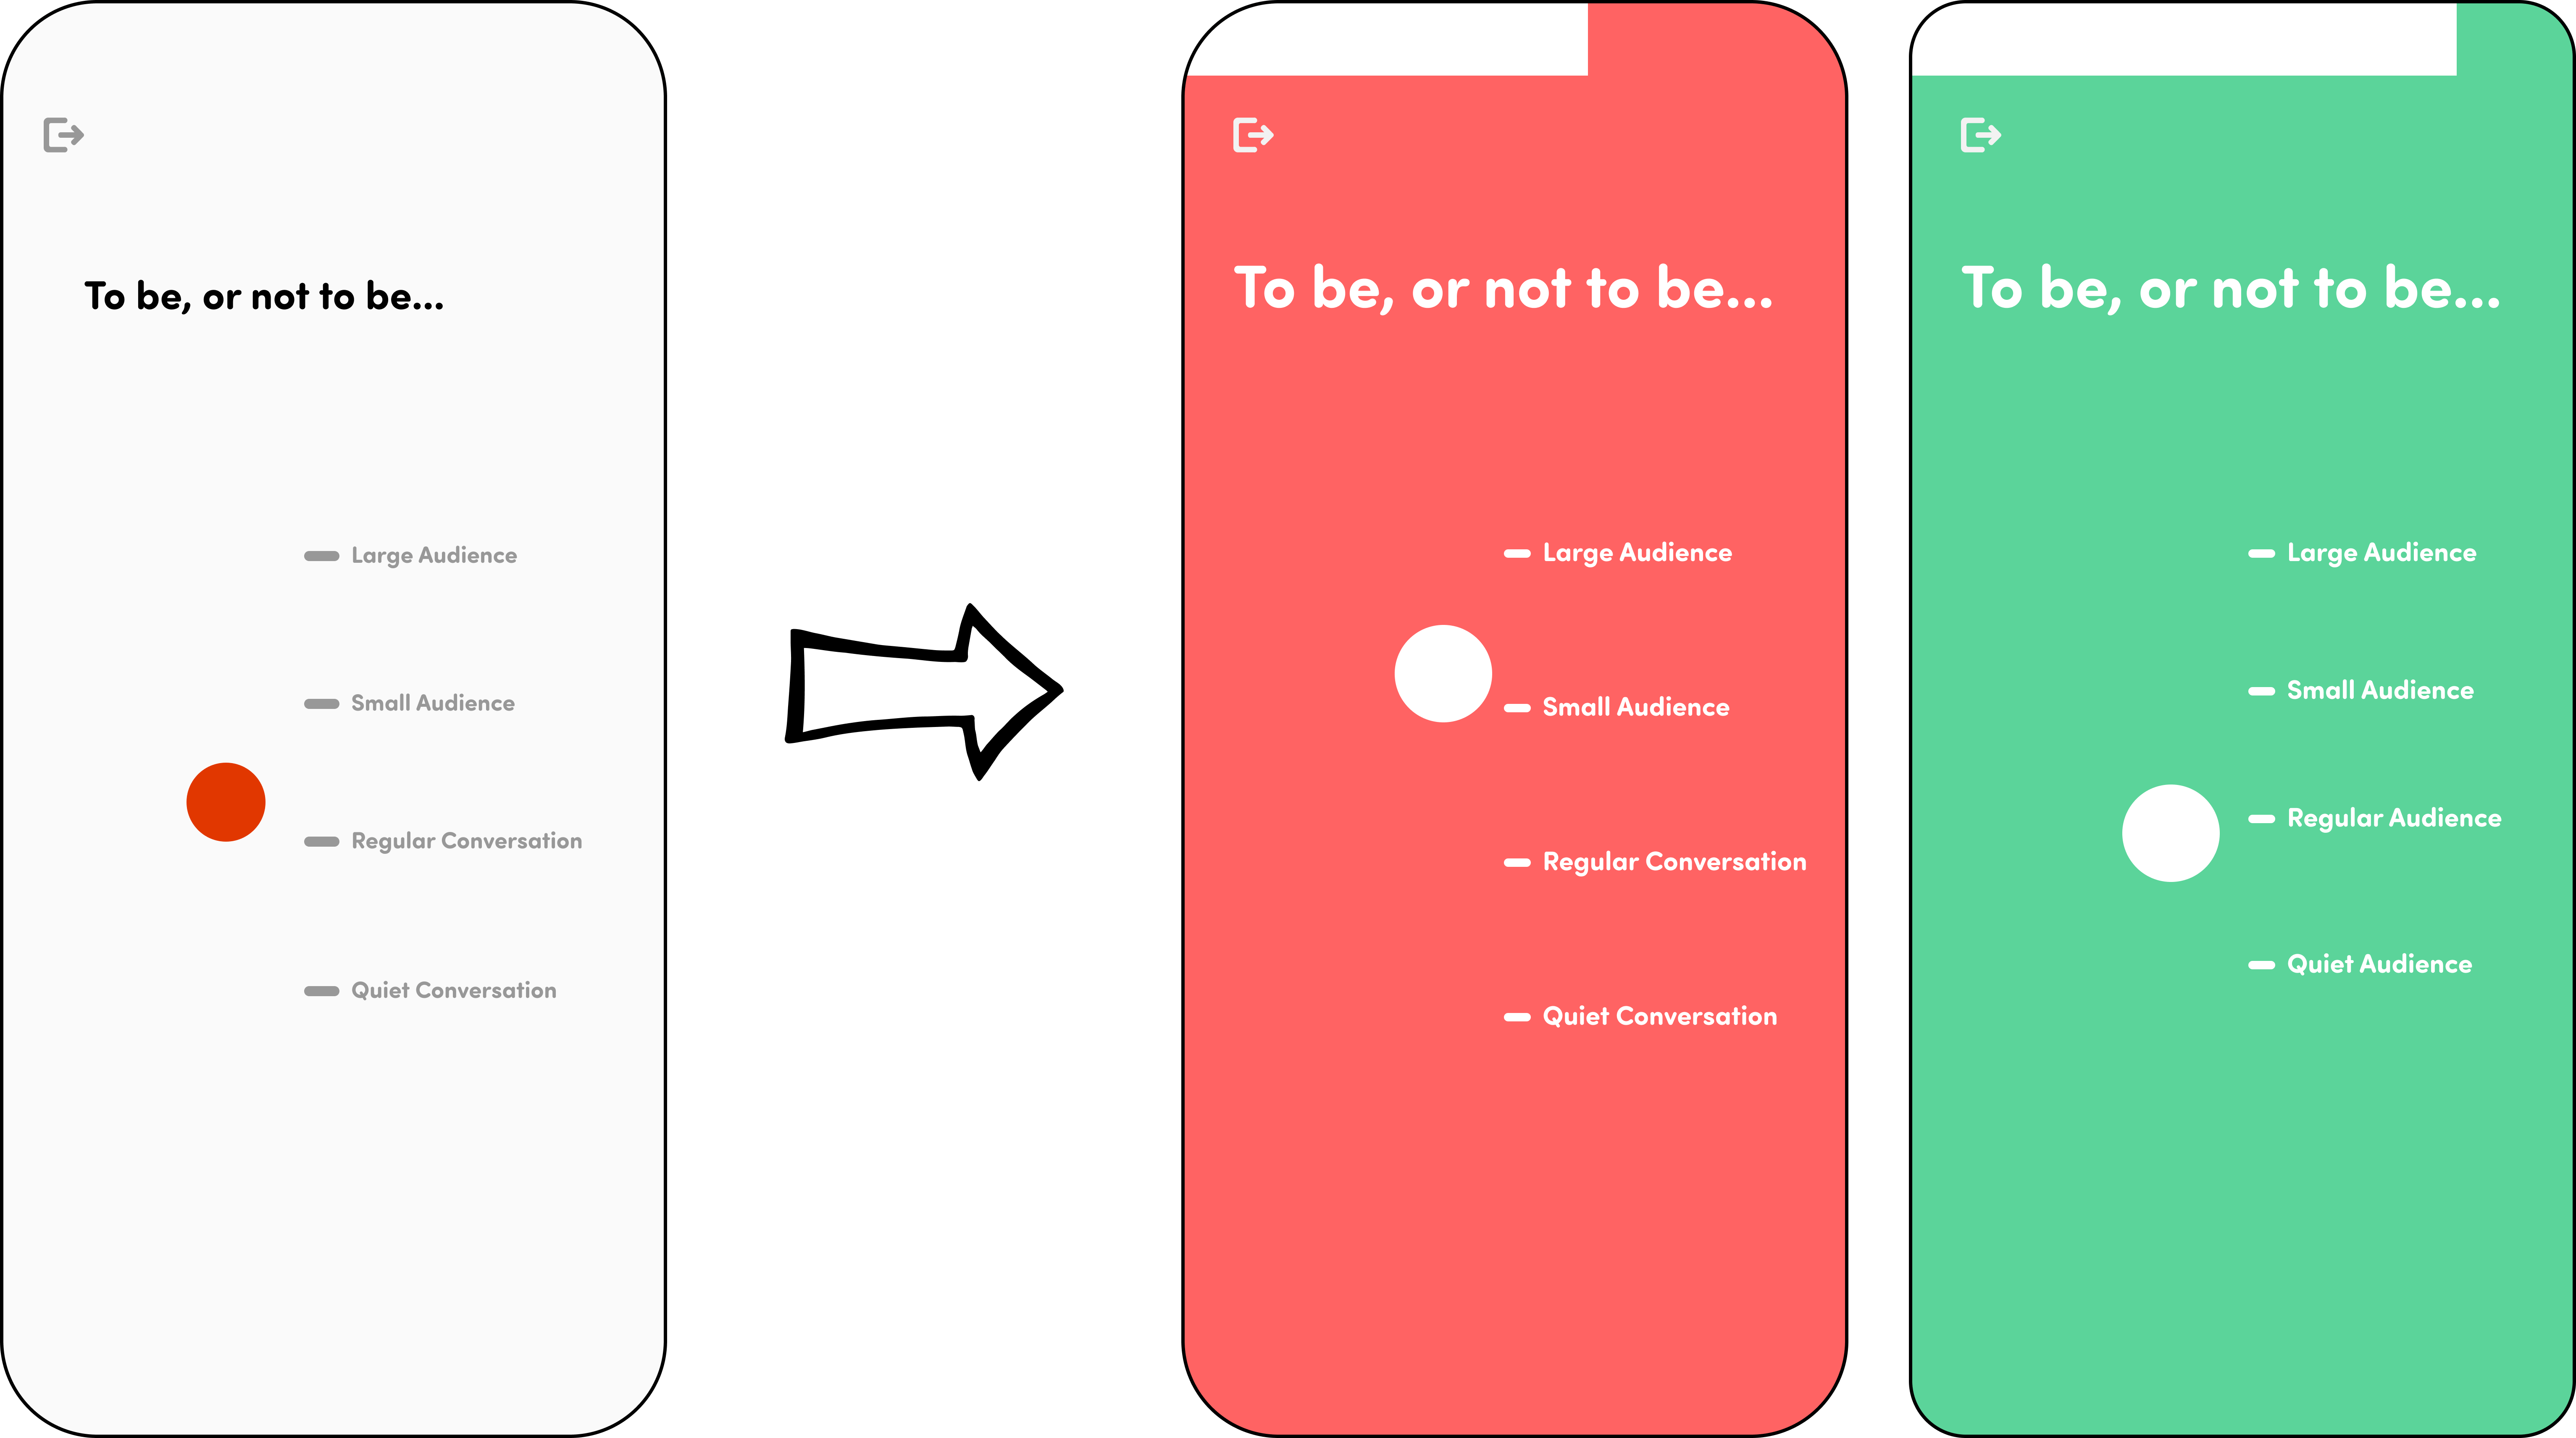 To be, or not to be...
Large Audience
Small Audience
Regular Conversation
Quiet Conversation
To be, or not to be...
Large Audience
Small Audience
Regular Conversation
Quiet Conversation
To be, or not to be...
Large Audience
Small Audience
Regular Audience
Quiet Audience